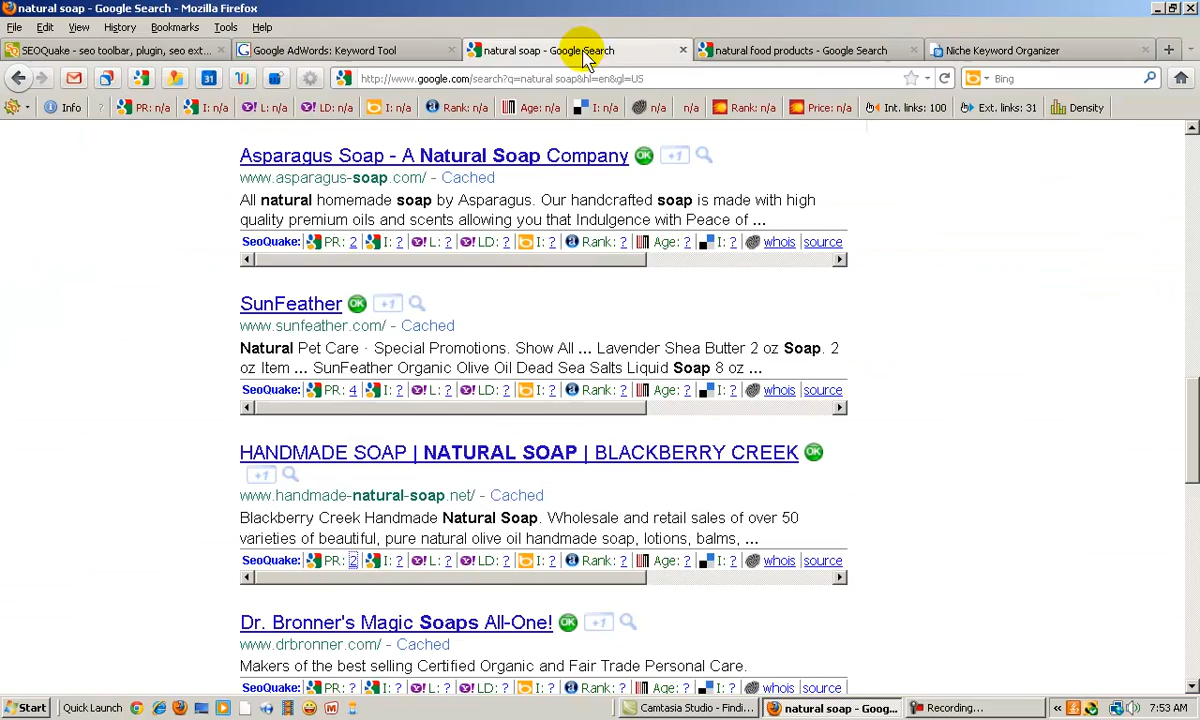 natural soap - Google Search - Mozilla Firefox
File Edit View History Bookmarks Tools Help
SEOQuake - seo toolbar, plugin, seo ext...
Google AdWords: Keyword Tool
natural soap - Google Search
natural food products - Google Search
Niche Keyword Organizer
http://www.google.com/search?q=natural soap&hl=en&gl=US
Bing
Info ? PR: n/a I: n/a L: n/a LD: n/a I: n/a Rank: n/a Age: n/a I: n/a n/a n/a Rank: n/a Price: n/a Int. links: 100 Ext. links: 31 Density
Asparagus Soap - A Natural Soap Company OK +1
www.asparagus-soap.com/ - Cached
All natural homemade soap by Asparagus. Our handcrafted soap is made with high
quality premium oils and scents allowing you that Indulgence with Peace of ...
SeoQuake: PR: 2 I: ? L: ? LD: ? I: ? Rank: ? Age: ? I: ? whois source
SunFeather OK +1
www.sunfeather.com/ - Cached
Natural Pet Care · Special Promotions. Show All ... Lavender Shea Butter 2 oz Soap. 2
oz Item ... SunFeather Organic Olive Oil Dead Sea Salts Liquid Soap 8 oz ...
SeoQuake: PR: 4 I: ? L: ? LD: ? I: ? Rank: ? Age: ? I: ? whois source
HANDMADE SOAP | NATURAL SOAP | BLACKBERRY CREEK OK
+1
www.handmade-natural-soap.net/ - Cached
Blackberry Creek Handmade Natural Soap. Wholesale and retail sales of over 50
varieties of beautiful, pure natural olive oil handmade soap, lotions, balms, ...
SeoQuake: PR: 2 I: ? L: ? LD: ? I: ? Rank: ? Age: ? I: ? whois source
Dr. Bronner's Magic Soaps All-One! OK +1
www.drbronner.com/ - Cached
Makers of the best selling Certified Organic and Fair Trade Personal Care.
SeoQuake: PR: ? I: ? L: ? LD: ? I: ? Rank: ? Age: ? I: ? whois source
Start Quick Launch Camtasia Studio - Findi... natural soap - Goog... Recording... 7:53 AM